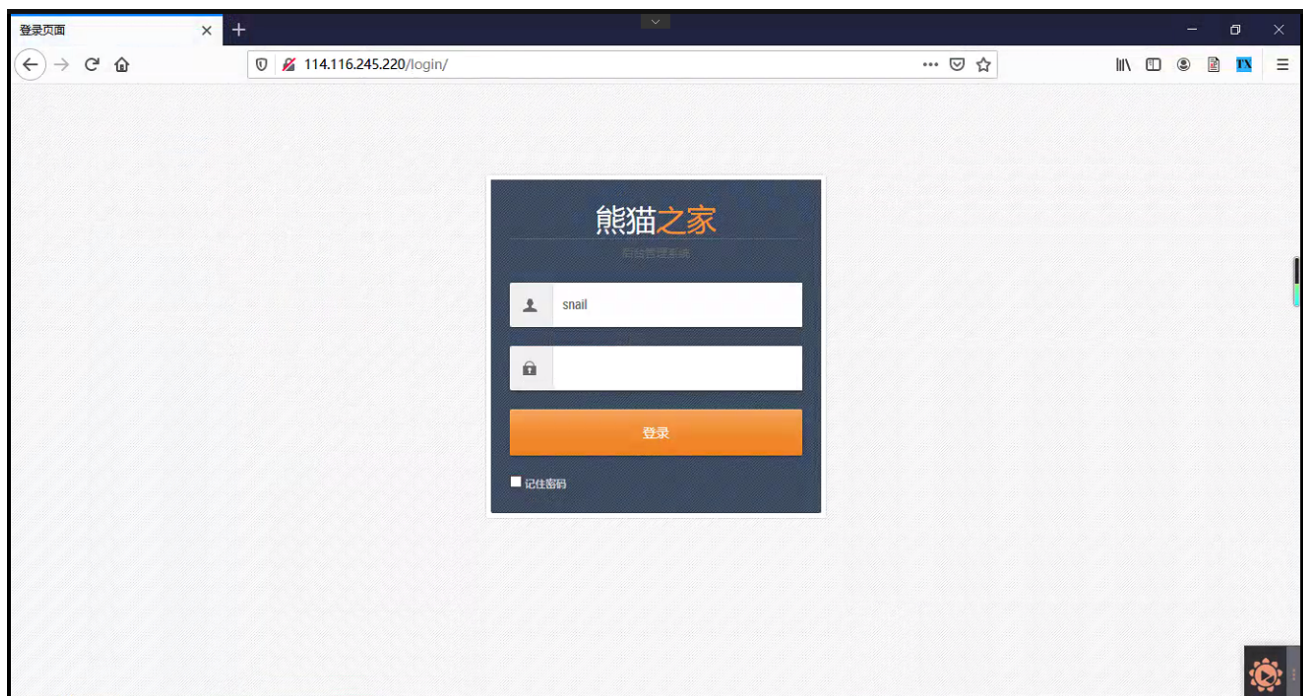 登录页面
114.116.245.220/login/
TX
熊猫之家
后台管理系统
snail
登录
记住密码